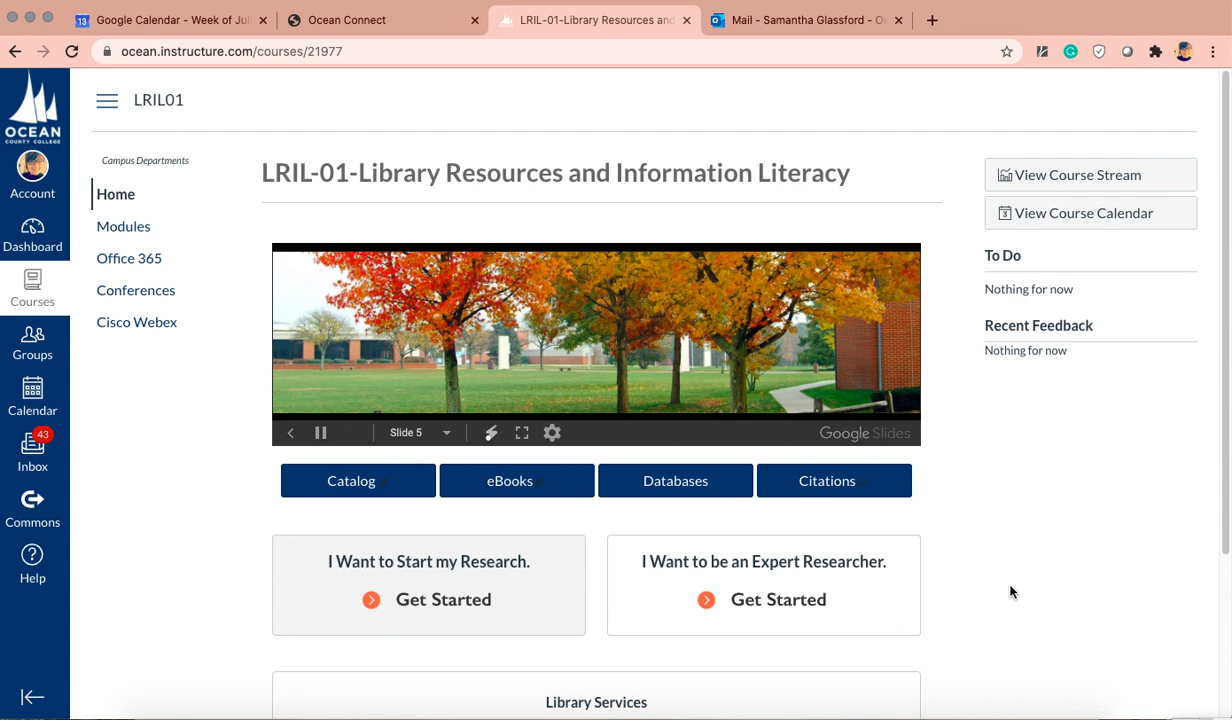 Google Calendar - Week of Jul
Ocean Connect
LRIL-01-Library Resources and
Mail - Samantha Glassford - Ou
ocean.instructure.com/courses/21977
OCEAN
COUNTY COLLEGE
Account
Dashboard
Courses
Groups
Calendar
43
Inbox
Commons
Help
LRIL01
Campus Departments
Home
Modules
Office 365
Conferences
Cisco Webex
LRIL-01-Library Resources and Information Literacy
Slide 5
Google Slides
Catalog
eBooks
Databases
Citations
I Want to Start my Research.
Get Started
I Want to be an Expert Researcher.
Get Started
Library Services
View Course Stream
View Course Calendar
To Do
Nothing for now
Recent Feedback
Nothing for now